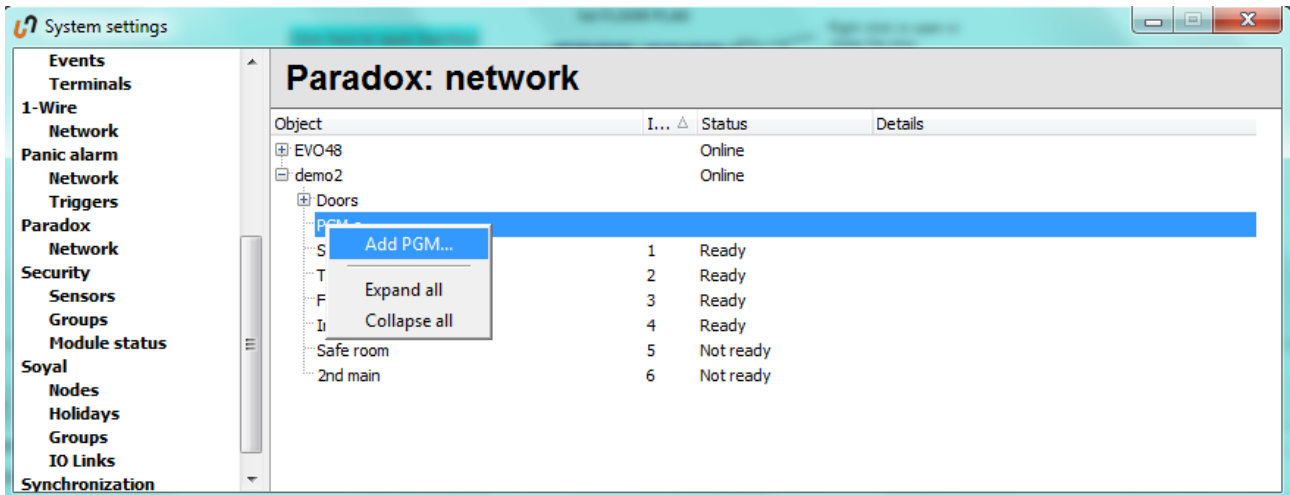 System settings
Events
Terminals
1-Wire
Network
Panic alarm
Network
Triggers
Paradox
Network
Security
Sensors
Groups
Module status
Soyal
Nodes
Holidays
Groups
IO Links
Synchronization
Paradox: network
Object I... Status Details
EVO48 Online
demo2 Online
Doors
S 1 Ready
T 2 Ready
F 3 Ready
4 Ready
Safe room 5 Not ready
2nd main 6 Not ready
Add PGM...
Expand all
Collapse all